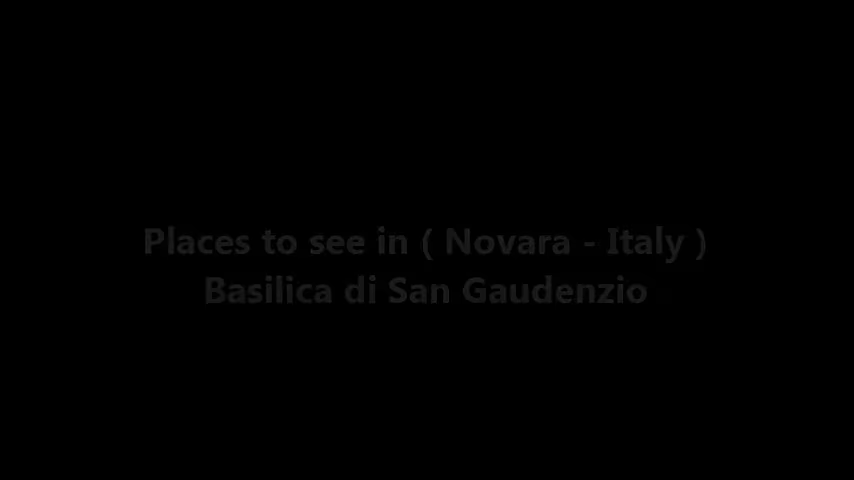 Places to see in ( Novara - Italy )
Basilica di San Gaudenzio